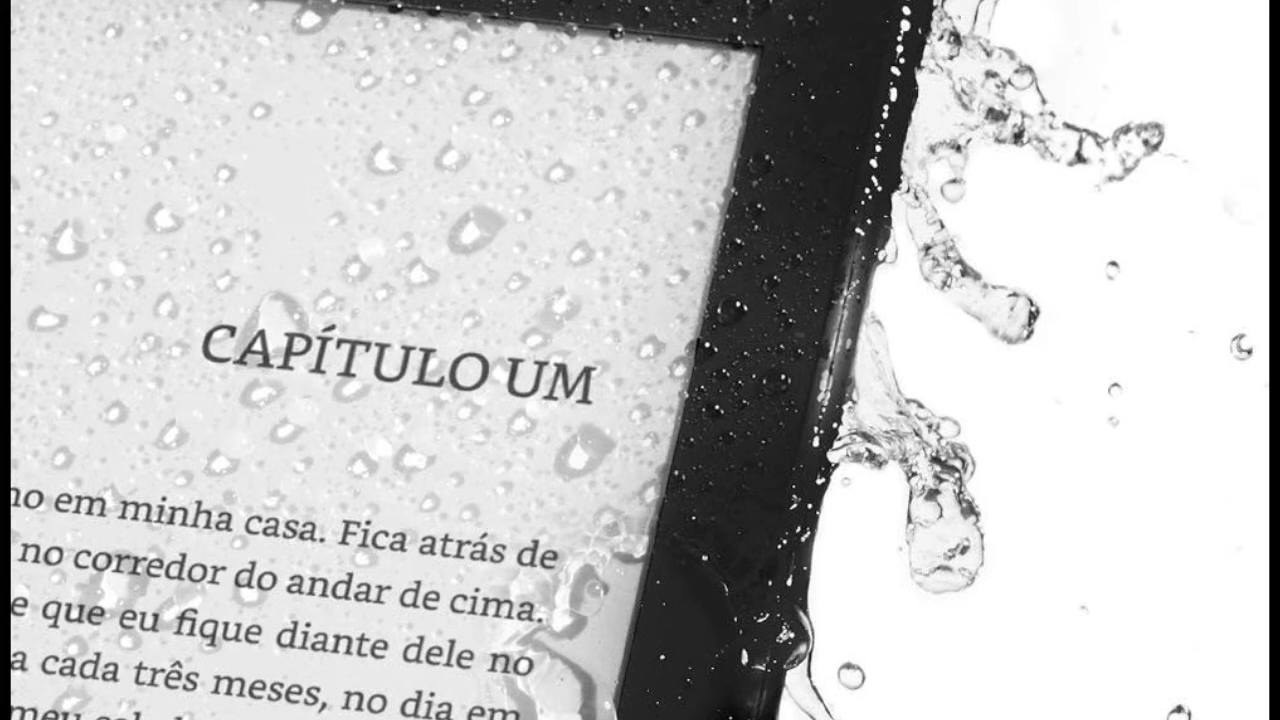 CAPÍTULO UM
em minha casa. Fica atrás de
no corredor do andar de cima.
que eu fique diante dele no
a cada três meses, no dia em
meu